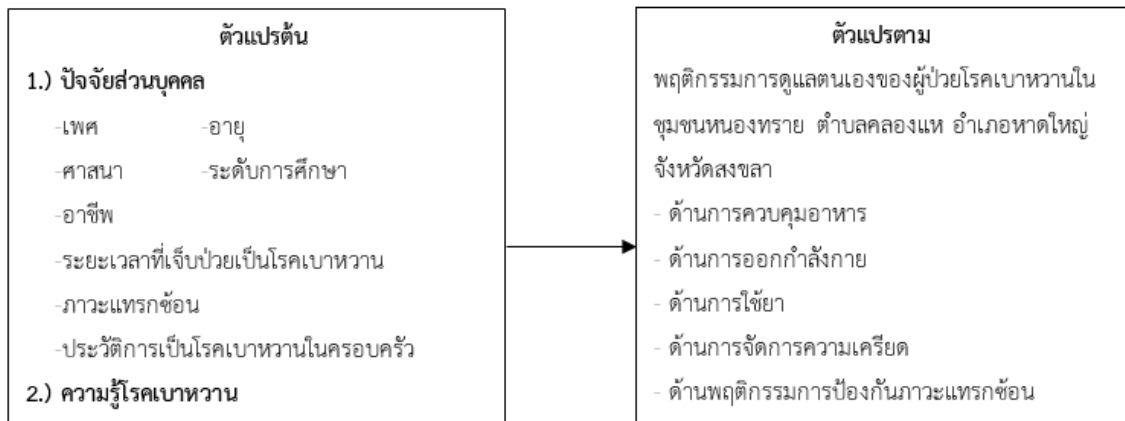 ตัวแปรต้น
1.) ปัจจัยส่วนบุคคล
-เพศ -อายุ
-ศาสนา -ระดับการศึกษา
-อาชีพ
-ระยะเวลาที่เจ็บป่วยเป็นโรคเบาหวาน
-ภาวะแทรกซ้อน
-ประวัติการเป็นโรคเบาหวานในครอบครัว
2.) ความรู้โรคเบาหวาน
ตัวแปรตาม
พฤติกรรมการดูแลตนเองของผู้ป่วยโรคเบาหวานใน
ชุมชนหนองทราย ตำบลคลองแห อำเภอหาดใหญ่
จังหวัดสงขลา
- ด้านการควบคุมอาหาร
- ด้านการออกกำลังกาย
- ด้านการใช้ยา
- ด้านการจัดการความเครียด
- ด้านพฤติกรรมการป้องกันภาวะแทรกซ้อน